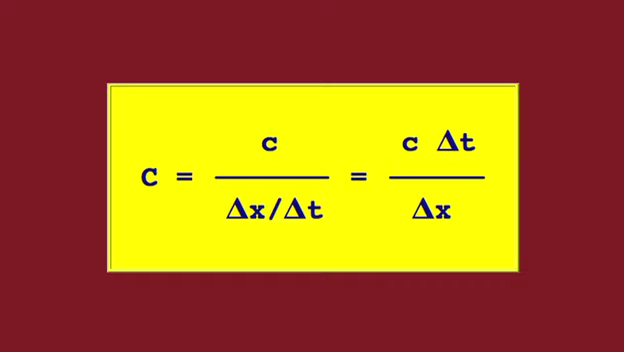 C = c / (Δx/Δt) = c Δt / Δx